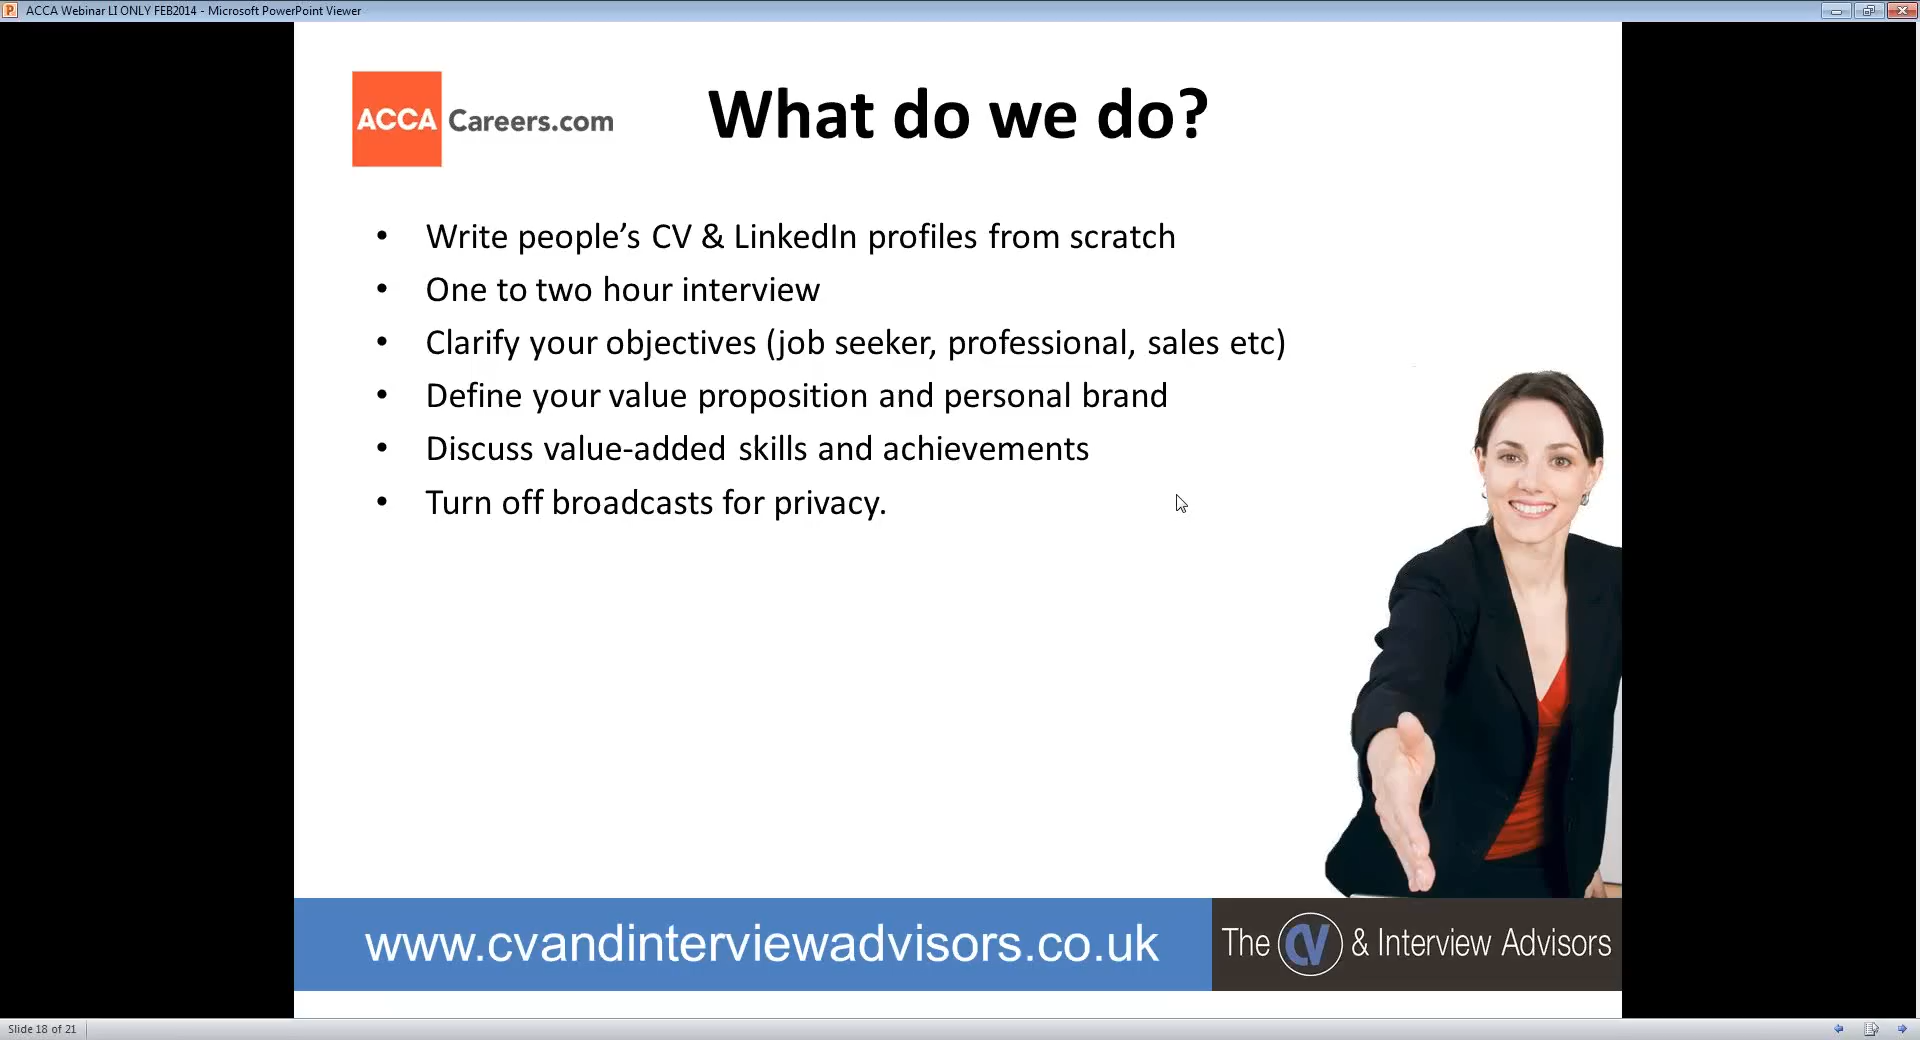 ACCA Webinar LI ONLY FEB2014 - Microsoft PowerPoint Viewer
ACCA Careers.com
What do we do?
• Write people’s CV & LinkedIn profiles from scratch
• One to two hour interview
• Clarify your objectives (job seeker, professional, sales etc)
• Define your value proposition and personal brand
• Discuss value-added skills and achievements
• Turn off broadcasts for privacy.
www.cvandinterviewadvisors.co.uk
The CV & Interview Advisors
Slide 18 of 21